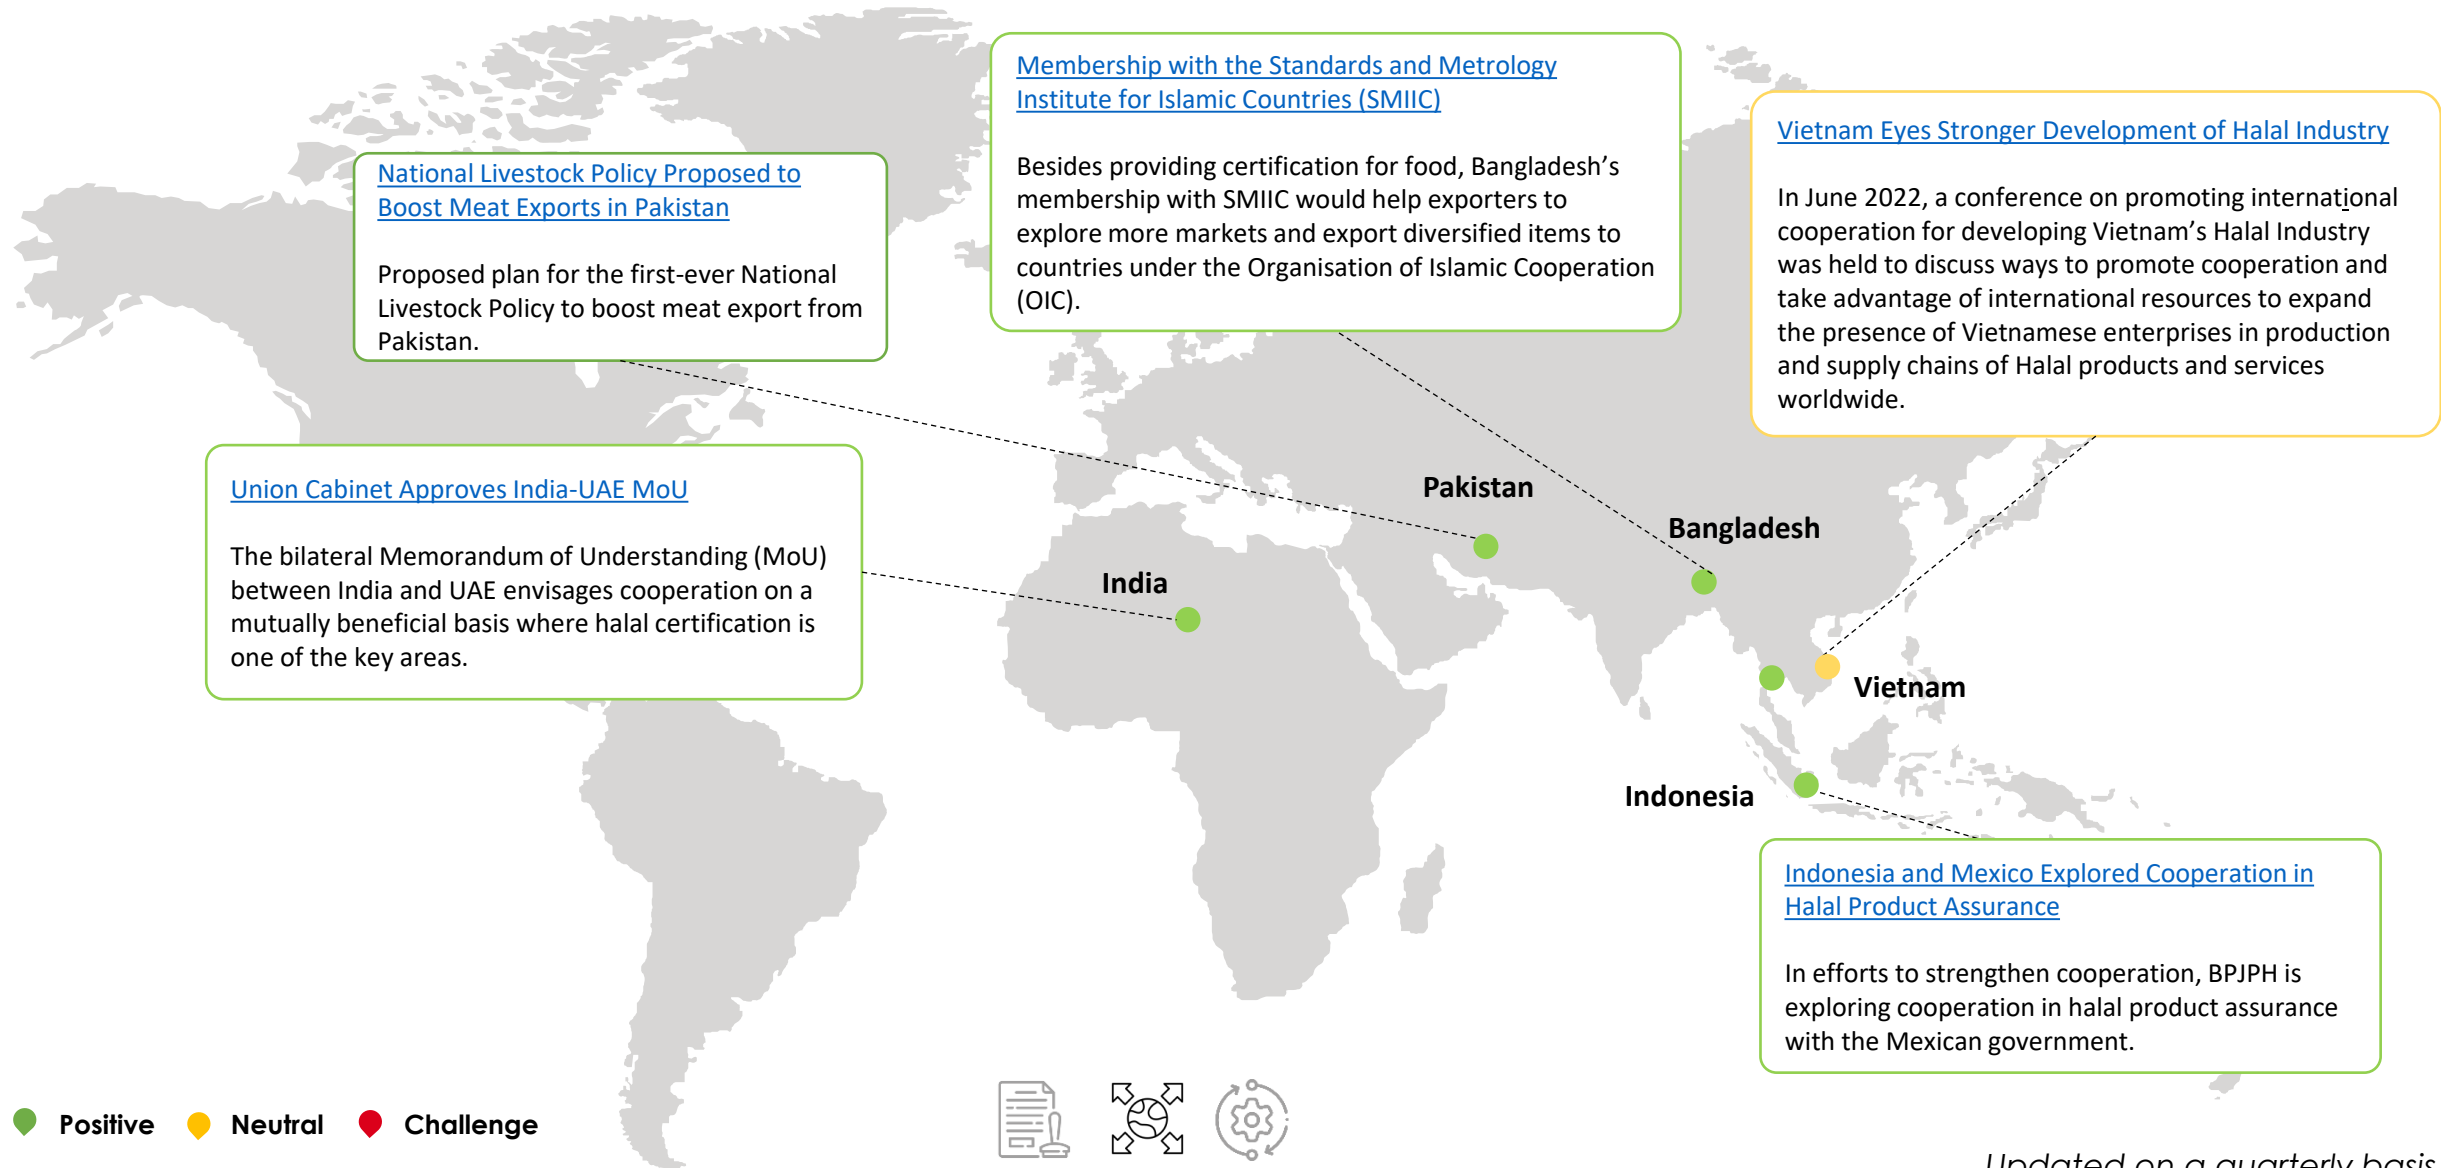 Membership with the Standards and Metrology
Institute for Islamic Countries (SMIIC)
Besides providing certification for food, Bangladesh's
membership with SMIIC would help exporters to
explore more markets and export diversified items to
countries under the Organisation of Islamic Cooperation
(OIC).
Vietnam Eyes Stronger Development of Halal Industry
In June 2022, a conference on promoting international
cooperation for developing Vietnam's Halal Industry
was held to discuss ways to promote cooperation and
take advantage of international resources to expand
the presence of Vietnamese enterprises in production
and supply chains of Halal products and services
worldwide.
National Livestock Policy Proposed to
Boost Meat Exports in Pakistan
Proposed plan for the first-ever National
Livestock Policy to boost meat export from
Pakistan.
Union Cabinet Approves India-UAE MoU
The bilateral Memorandum of Understanding (MoU)
between India and UAE envisages cooperation on a
mutually beneficial basis where halal certification is
one of the key areas.
Pakistan
Bangladesh
India
Vietnam
Indonesia
Indonesia and Mexico Explored Cooperation in
Halal Product Assurance
In efforts to strengthen cooperation, BPJPH is
exploring cooperation in halal product assurance
with the Mexican government.
Positive
Neutral
Challenge
Updated on a quarterly basis